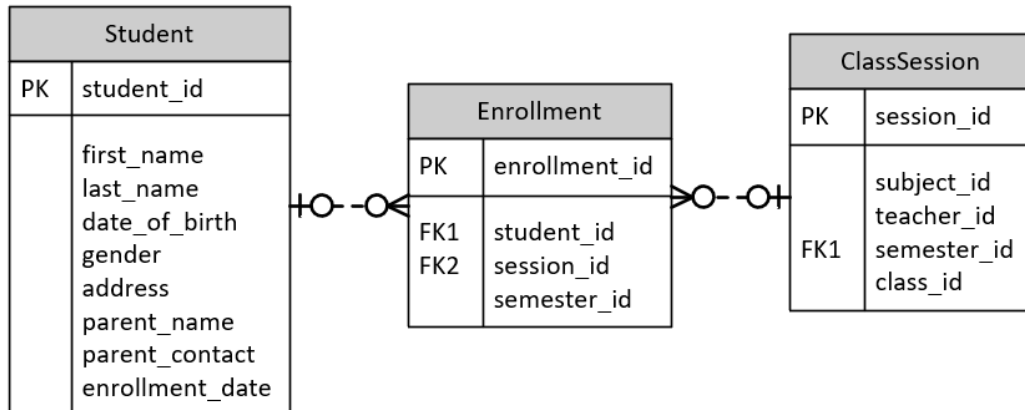 Student
PK student_id
first_name
last_name
date_of_birth
gender
address
parent_name
parent_contact
enrollment_date
Enrollment
PK enrollment_id
FK1 student_id
FK2 session_id
semester_id
ClassSession
PK session_id
subject_id
teacher_id
FK1 semester_id
class_id